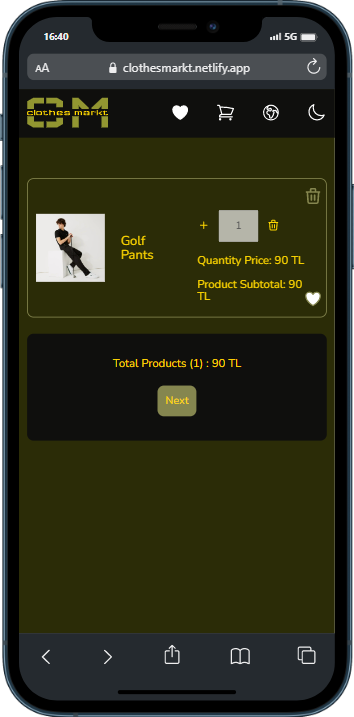 16:40
5G
AA
clothesmarkt.netlify.app
CM
clothes markt
+ 1
Golf
Pants
Quantity Price: 90 TL
Product Subtotal: 90
TL
Total Products (1) : 90 TL
Next